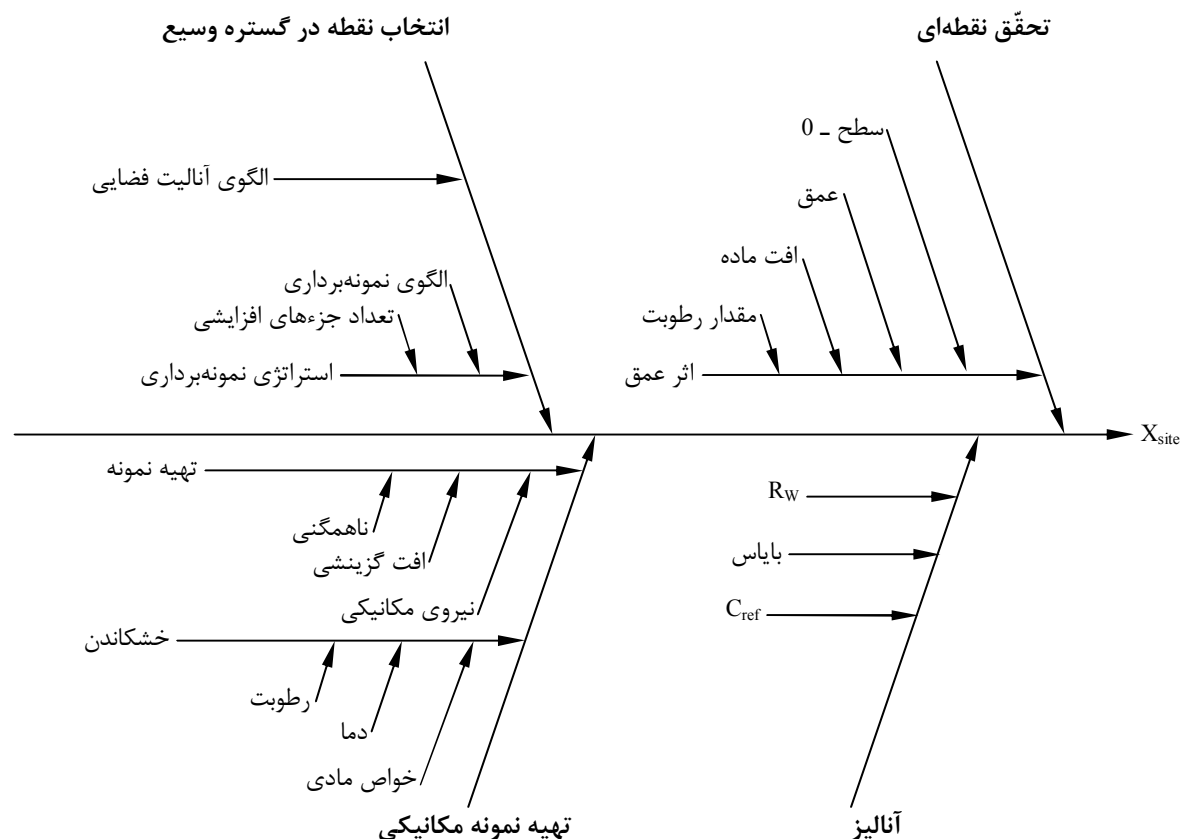 تحقّق نقطه‌ای
انتخاب نقطه در گستره وسیع
سطح ـ 0
عمق
افت ماده
مقدار رطوبت
اثر عمق
الگوی آنالیت فضایی
الگوی نمونه‌برداری
تعداد جزء‌های افزایشی
استراتژی نمونه‌برداری
X_site
تهیه نمونه
ناهمگنی
افت گزینشی
نیروی مکانیکی
خشکاندن
رطوبت
دما
خواص مادی
تهیه نمونه مکانیکی
R_W
بایاس
C_ref
آنالیز